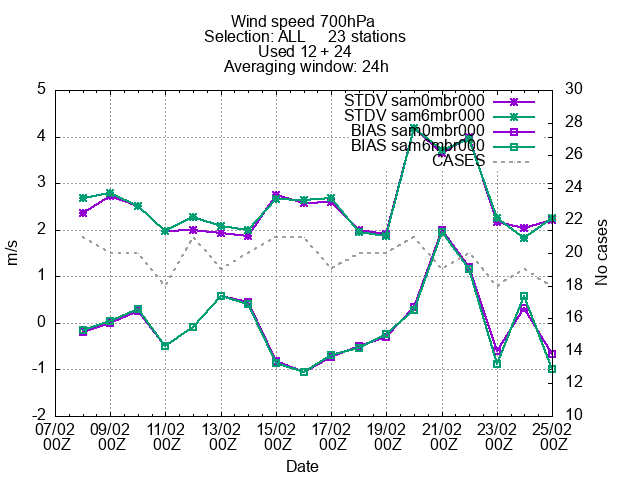 Wind speed 700hPa
Selection: ALL 23 stations
Used 12 + 24
Averaging window: 24h
STDV sam0mbr000
STDV sam6mbr000
BIAS sam0mbr000
BIAS sam6mbr000
CASES
5
4
3
2
1
0
-1
-2
m/s
30
28
26
24
22
20
18
16
14
12
10
No cases
07/02 09/02 11/02 13/02 15/02 17/02 19/02 21/02 23/02 25/02
00Z 00Z 00Z 00Z 00Z 00Z 00Z 00Z 00Z 00Z
Date